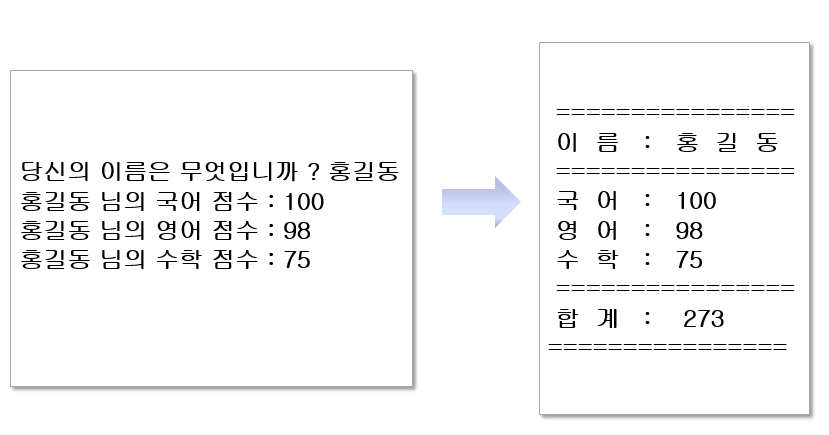 당신의 이름은 무엇입니까 ? 홍길동
홍길동 님의 국어 점수 : 100
홍길동 님의 영어 점수 : 98
홍길동 님의 수학 점수 : 75
================
이 름 : 홍 길 동
================
국 어 : 100
영 어 : 98
수 학 : 75
================
합 계 : 273
================